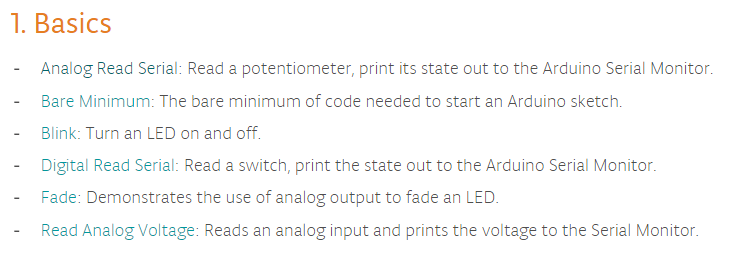 1. Basics
- Analog Read Serial: Read a potentiometer, print its state out to the Arduino Serial Monitor.
- Bare Minimum: The bare minimum of code needed to start an Arduino sketch.
- Blink: Turn an LED on and off.
- Digital Read Serial: Read a switch, print the state out to the Arduino Serial Monitor.
- Fade: Demonstrates the use of analog output to fade an LED.
- Read Analog Voltage: Reads an analog input and prints the voltage to the Serial Monitor.